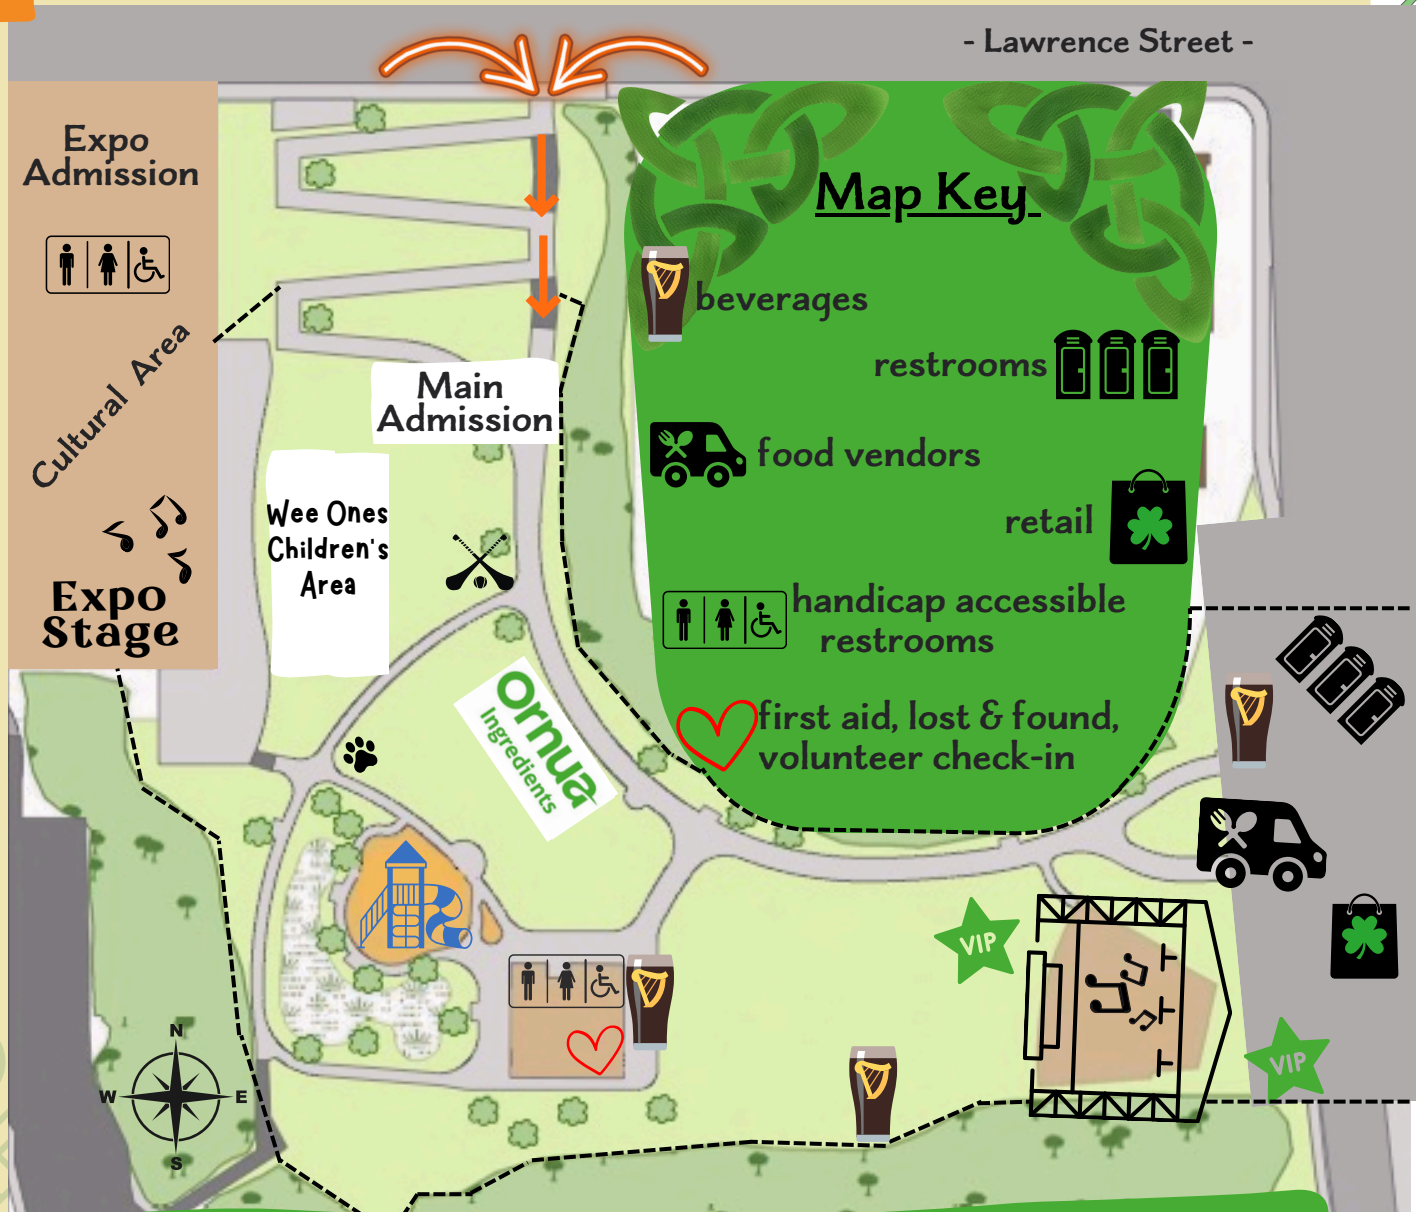 - Lawrence Street -
Expo
Admission
Cultural Area
Expo
Stage
Main
Admission
Wee Ones
Children's
Area
Ornua
Ingredients
Map Key
beverages
restrooms
food vendors
retail
handicap accessible
restrooms
first aid, lost & found,
volunteer check-in
VIP
VIP
N
W
E
S